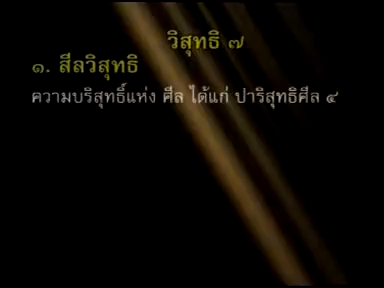 วิสุทธิ ๗
๑. สีลวิสุทธิ
ความบริสุทธิ์แห่ง ศีล ได้แก่ ปาริสุทธิศีล ๔